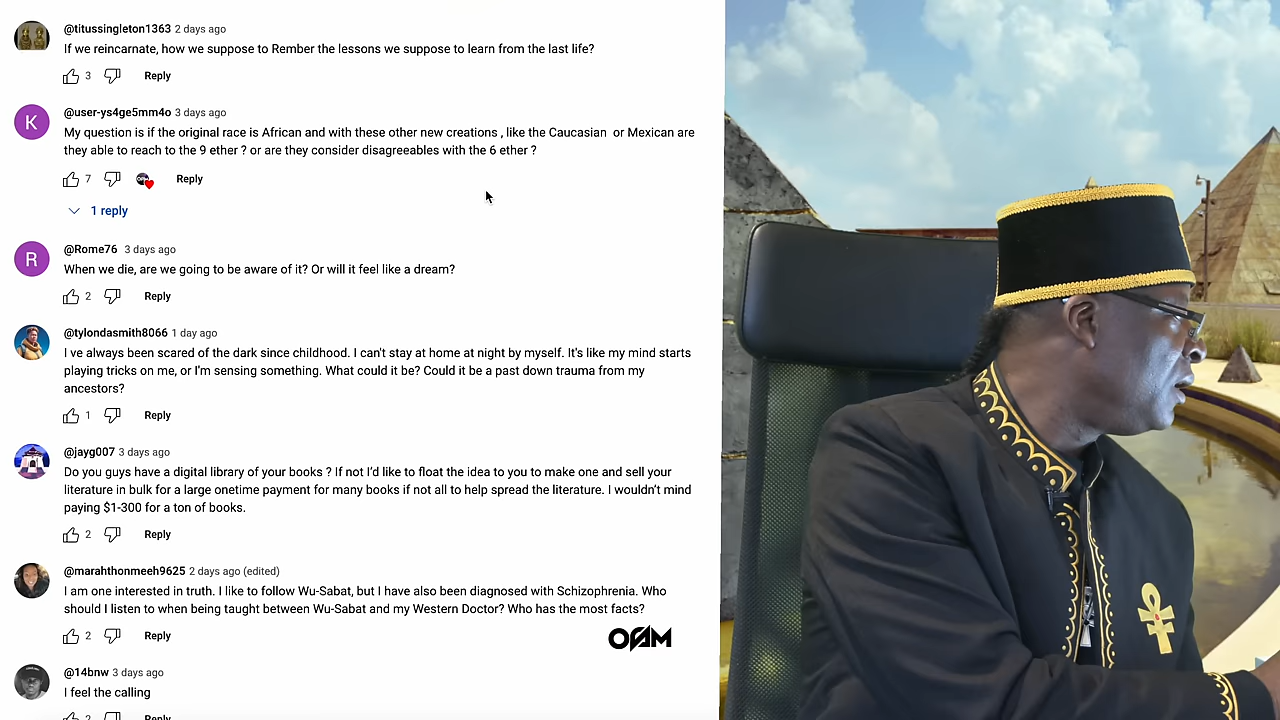 @titussingleton1363 2 days ago
If we reincarnate, how we suppose to Rember the lessons we suppose to learn from the last life?
3 Reply
K
@user-ys4ge5mm4o 3 days ago
My question is if the original race is African and with these other new creations , like the Caucasian or Mexican are
they able to reach to the 9 ether ? or are they consider disagreeables with the 6 ether ?
7 Reply
1 reply
R
@Rome76 3 days ago
When we die, are we going to be aware of it? Or will it feel like a dream?
2 Reply
@tylondasmith8066 1 day ago
I ve always been scared of the dark since childhood. I can't stay at home at night by myself. It's like my mind starts
playing tricks on me, or I'm sensing something. What could it be? Could it be a past down trauma from my
ancestors?
1 Reply
@jayg007 3 days ago
Do you guys have a digital library of your books ? If not I'd like to float the idea to you to make one and sell your
literature in bulk for a large onetime payment for many books if not all to help spread the literature. I wouldn't mind
paying $1-300 for a ton of books.
2 Reply
@marahthonmeeh9625 2 days ago (edited)
I am one interested in truth. I like to follow Wu-Sabat, but I have also been diagnosed with Schizophrenia. Who
should I listen to when being taught between Wu-Sabat and my Western Doctor? Who has the most facts?
2 Reply
@14bnw 3 days ago
I feel the calling
2 Reply